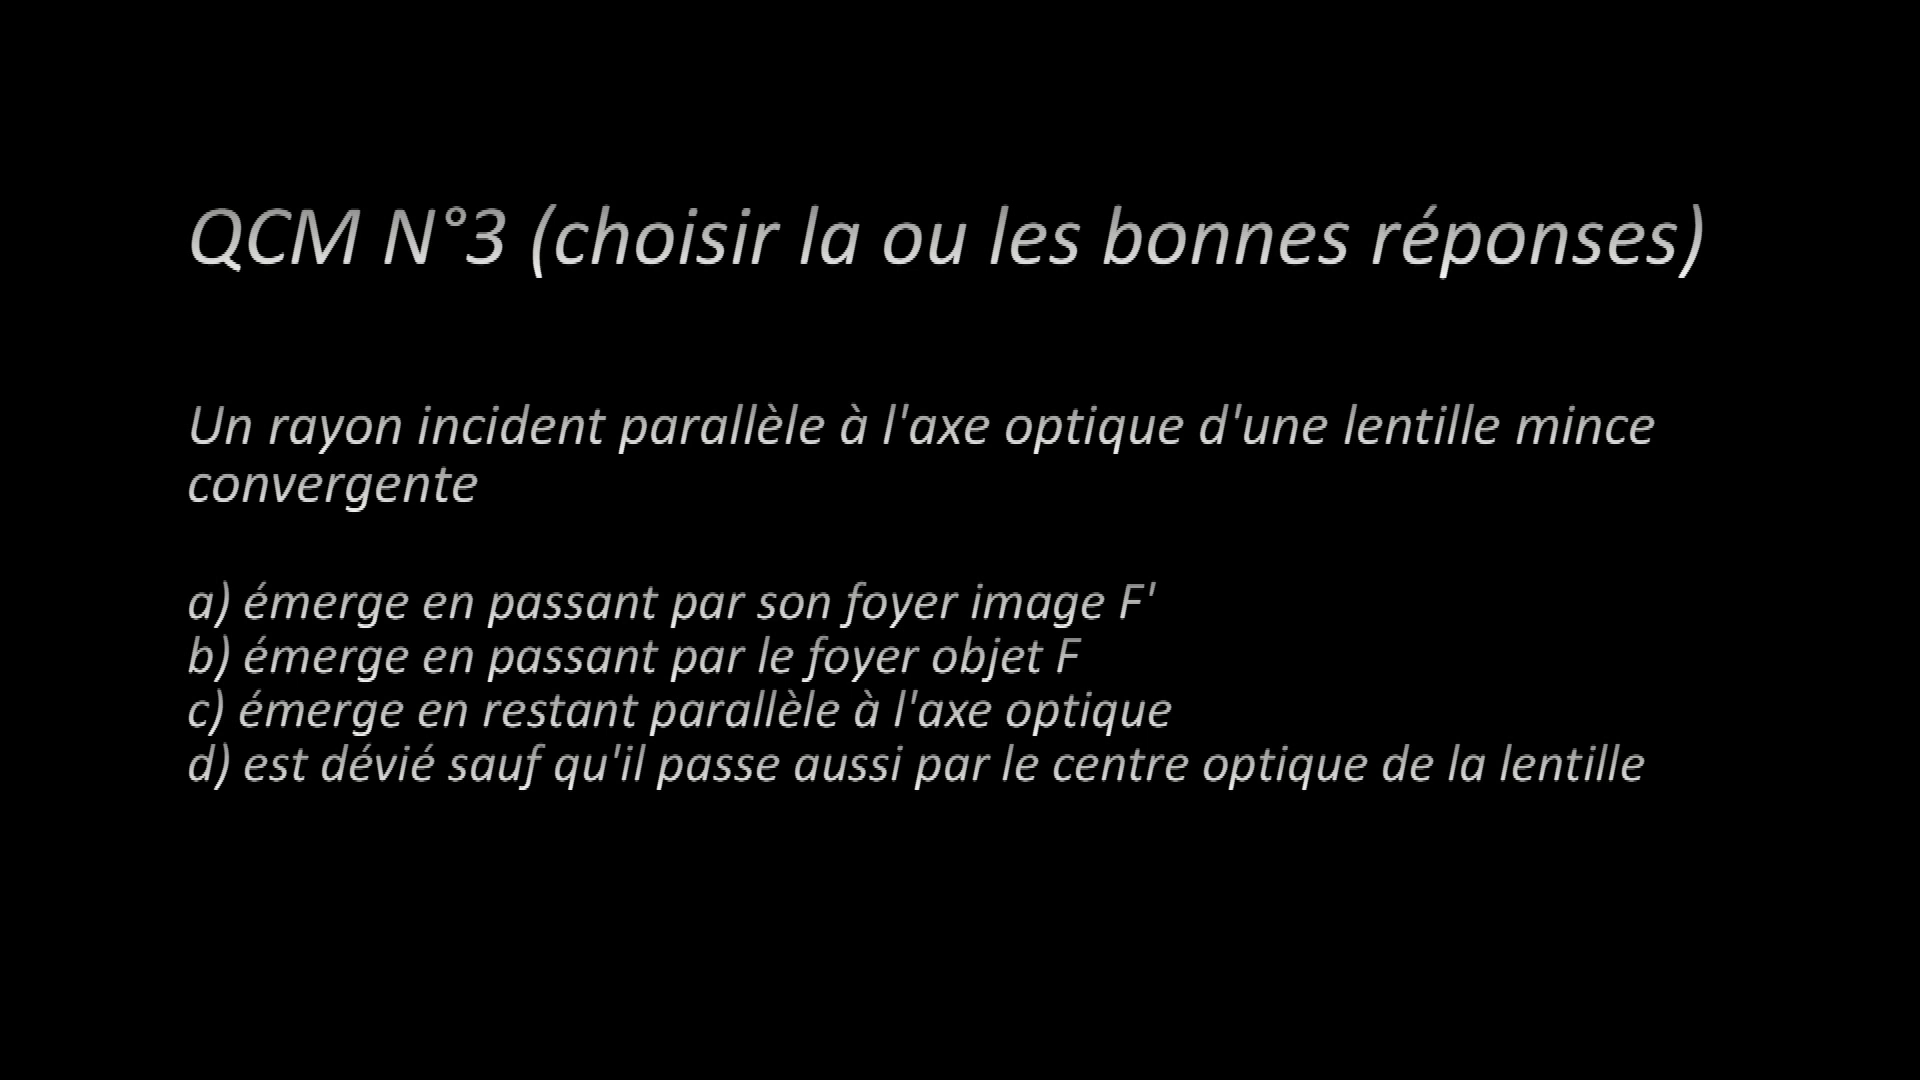 QCM N°3 (choisir la ou les bonnes réponses)
Un rayon incident parallèle à l'axe optique d'une lentille mince
convergente
a) émerge en passant par son foyer image F'
b) émerge en passant par le foyer objet F
c) émerge en restant parallèle à l'axe optique
d) est dévié sauf qu'il passe aussi par le centre optique de la lentille